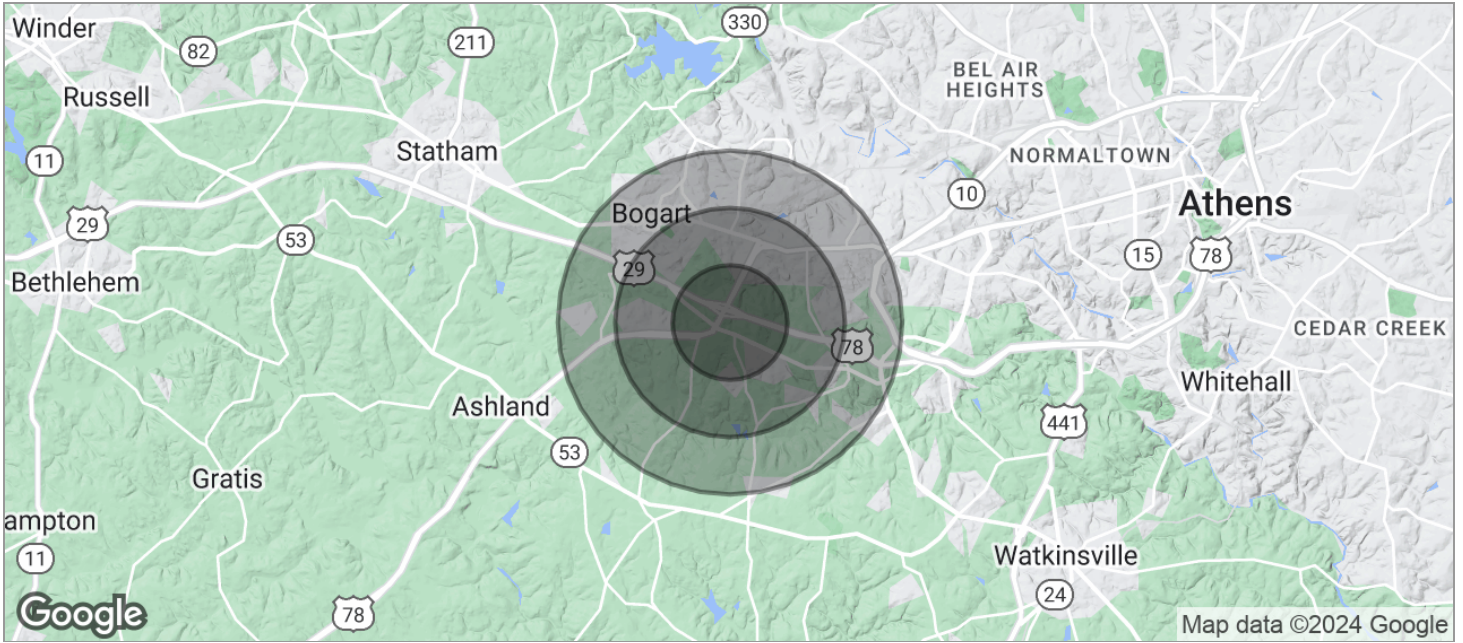 Winder
82
211
330
BEL AIR
HEIGHTS
Russell
11
Statham
NORMALTOWN
10
Athens
29
53
Bogart
15
78
29
Bethlehem
CEDAR CREEK
78
Whitehall
Ashland
441
53
Gratis
ampton
11
Watkinsville
24
78
Google
Map data ©2024 Google